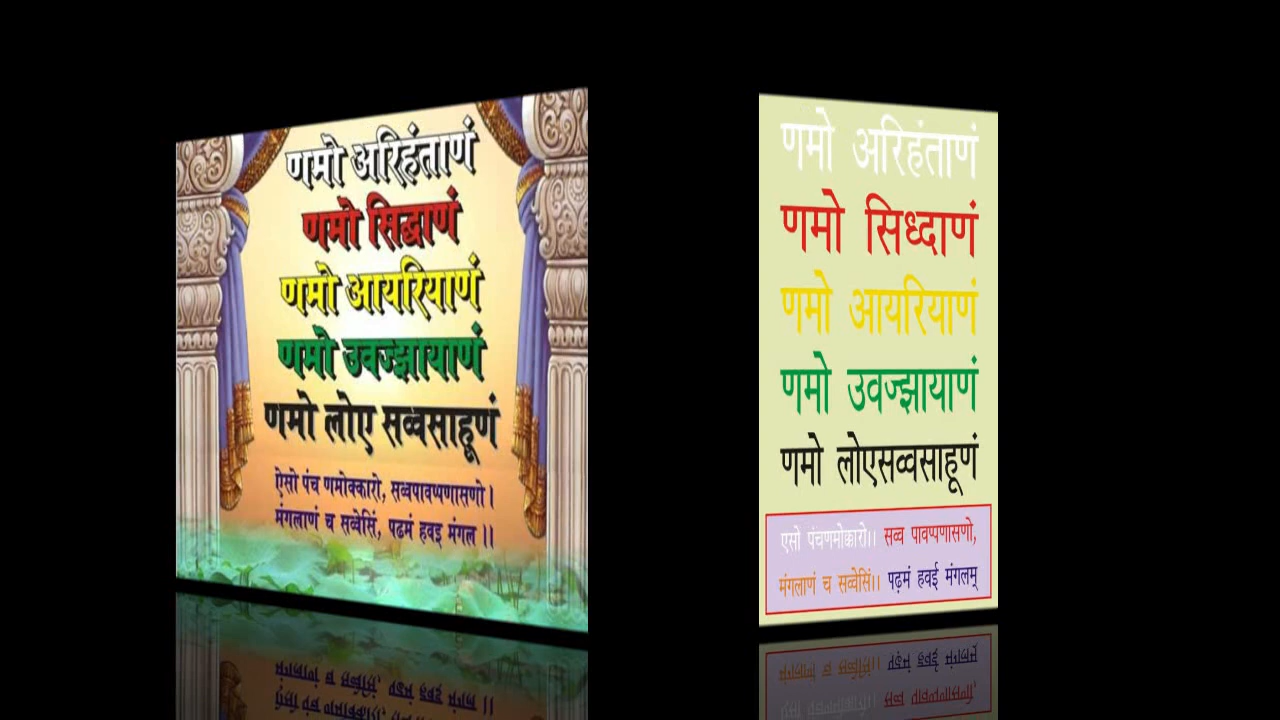 णमो अरिहंताणं
णमो सिद्धाणं
णमो आयरियाणं
णमो उवज्झायाणं
णमो लोए सव्वसाहूणं
ऐसो पंच णमोक्कारो, सव्वपावप्पणासणो।
मंगलाणं च सव्वेसिं, पढमं हवइ मंगल ।।
णमो अरिहंताणं
णमो सिध्दाणं
णमो आयरियाणं
णमो उवज्झायाणं
णमो लोएसव्वसाहूणं
एसो पंचणमोक्कारो।। सव्व पावप्पणासणो,
मंगलाणं च सव्वेसिं।। पढ़मं हवई मंगलम्